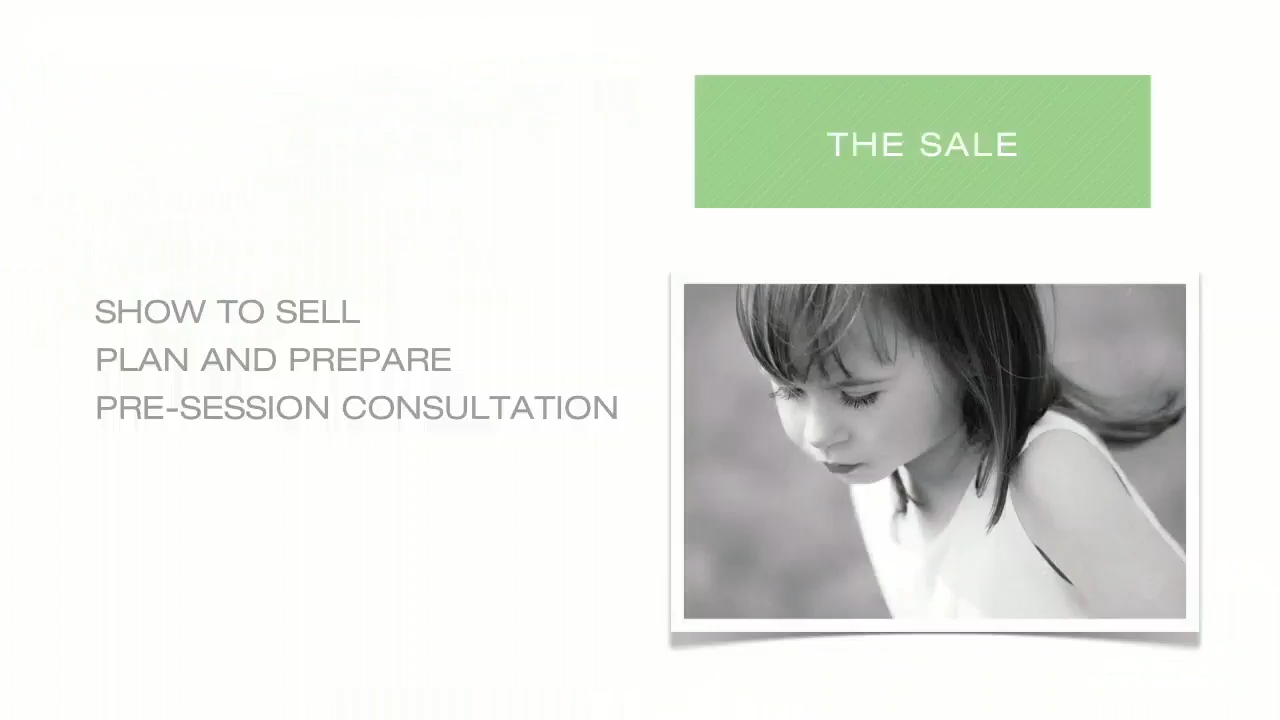 THE SALE
SHOW TO SELL
PLAN AND PREPARE
PRE-SESSION CONSULTATION